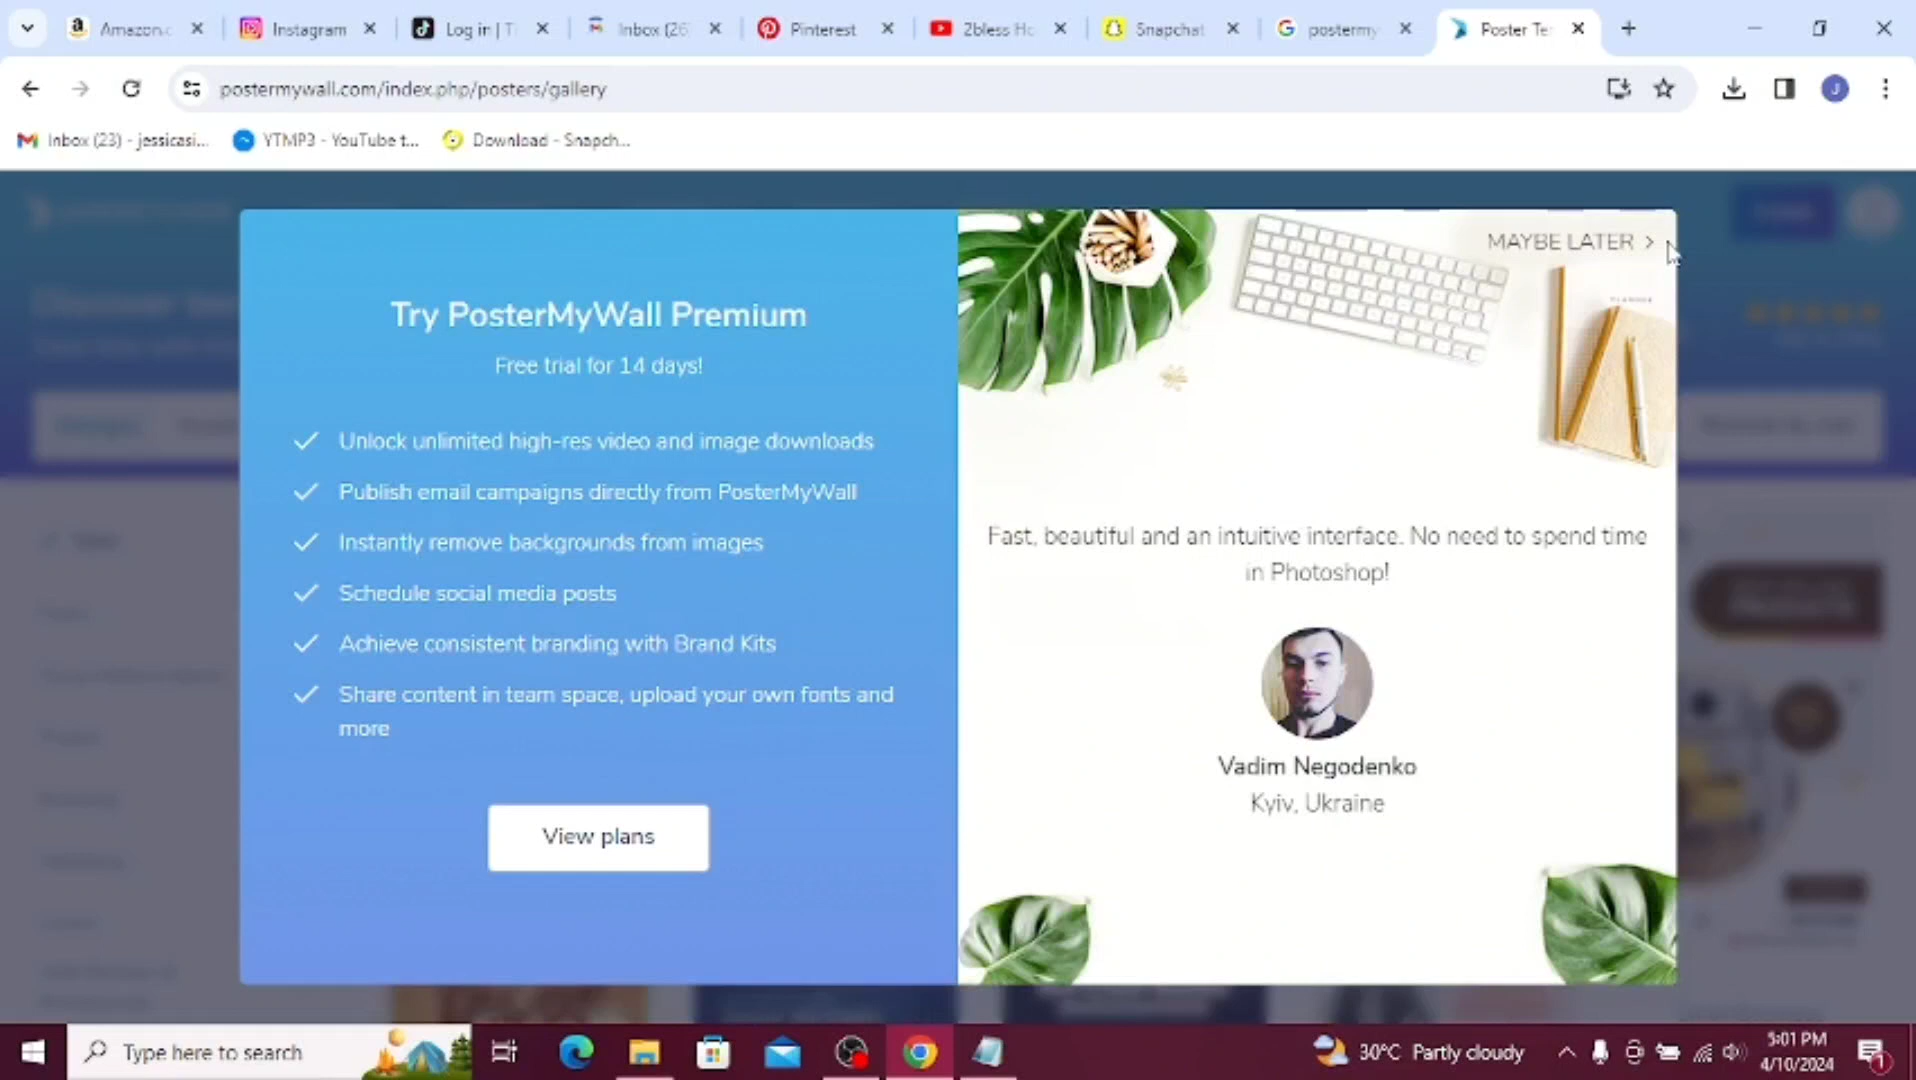 Amazon.c
Instagram
Log in | T
Inbox (26
Pinterest
2bless Ho
Snapchat
postermy
Poster Te
postermywall.com/index.php/posters/gallery
J
Inbox (23) - jessicasi...
YTMP3 - YouTube t...
Download - Snapch...
MAYBE LATER >
PLANNER
Try PosterMyWall Premium
Free trial for 14 days!
Unlock unlimited high-res video and image downloads
Publish email campaigns directly from PosterMyWall
Instantly remove backgrounds from images
Schedule social media posts
Achieve consistent branding with Brand Kits
Share content in team space, upload your own fonts and
more
View plans
Fast, beautiful and an intuitive interface. No need to spend time
in Photoshop!
Vadim Negodenko
Kyiv, Ukraine
Type here to search
30°C Partly cloudy
5:01 PM
4/10/2024
1